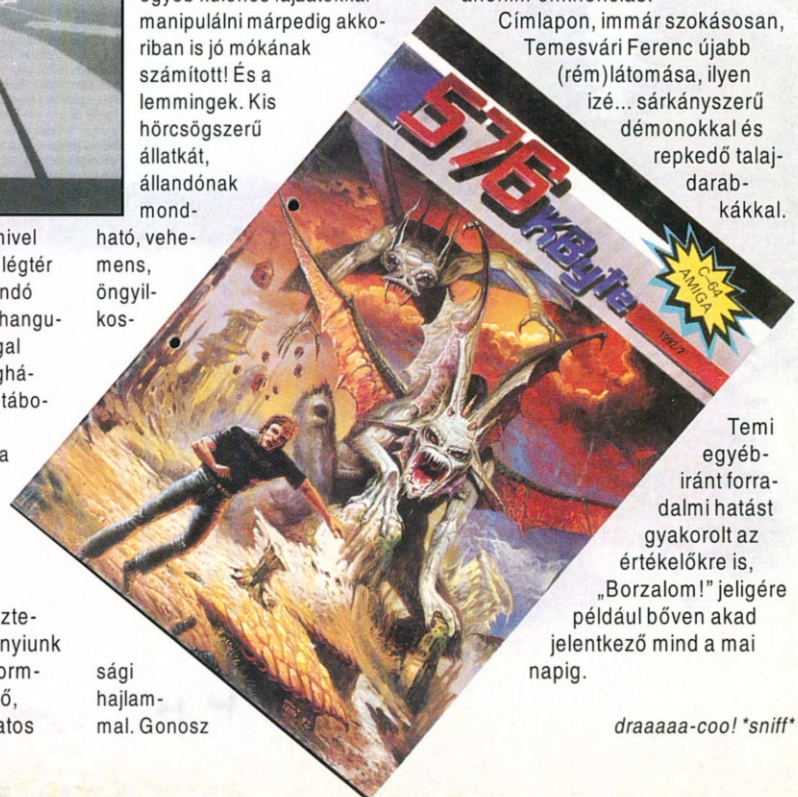 manipulálni márpedig akko-
riban is jó mókának
számított! És a
lemmingek. Kis
hörcsögszerű
állatkát,
állandónak
mond-
ható, vehe-
mens,
öngyil-
kos-
sági
hajlam-
mal. Gonosz
ivel
légtér
ndó
hangu-
gal
ghá-
tábo-
a
zte-
nyiunk
orm-
ő,
atos
Címlapon, immár szokásosan,
Temesvári Ferenc újabb
(rém)látomása, ilyen
izé... sárkányszerű
démonokkal és
repkedő talaj-
darab-
kákkal.
576
KByte
C-64
AMIGA
1992/7
Temi
egyéb-
iránt forra-
dalmi hatást
gyakorolt az
értékelőkre is,
„Borzalom!” jeligére
például bőven akad
jelentkező mind a mai
napig.
draaaaa-coo! *sniff*